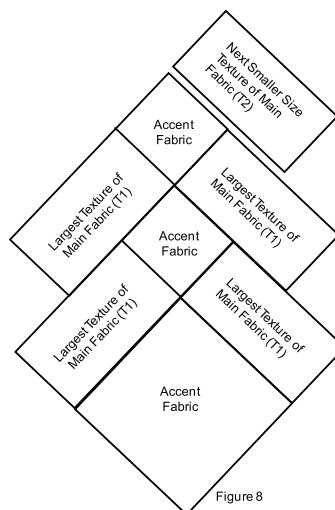 Next Smaller Size
Texture of Main
Fabric (T2)
Accent
Fabric
Largest Texture of
Main Fabric (T1)
Largest Texture of
Main Fabric (T1)
Accent
Fabric
Largest Texture of
Main Fabric (T1)
Largest Texture of
Main Fabric (T1)
Accent
Fabric
Figure 8